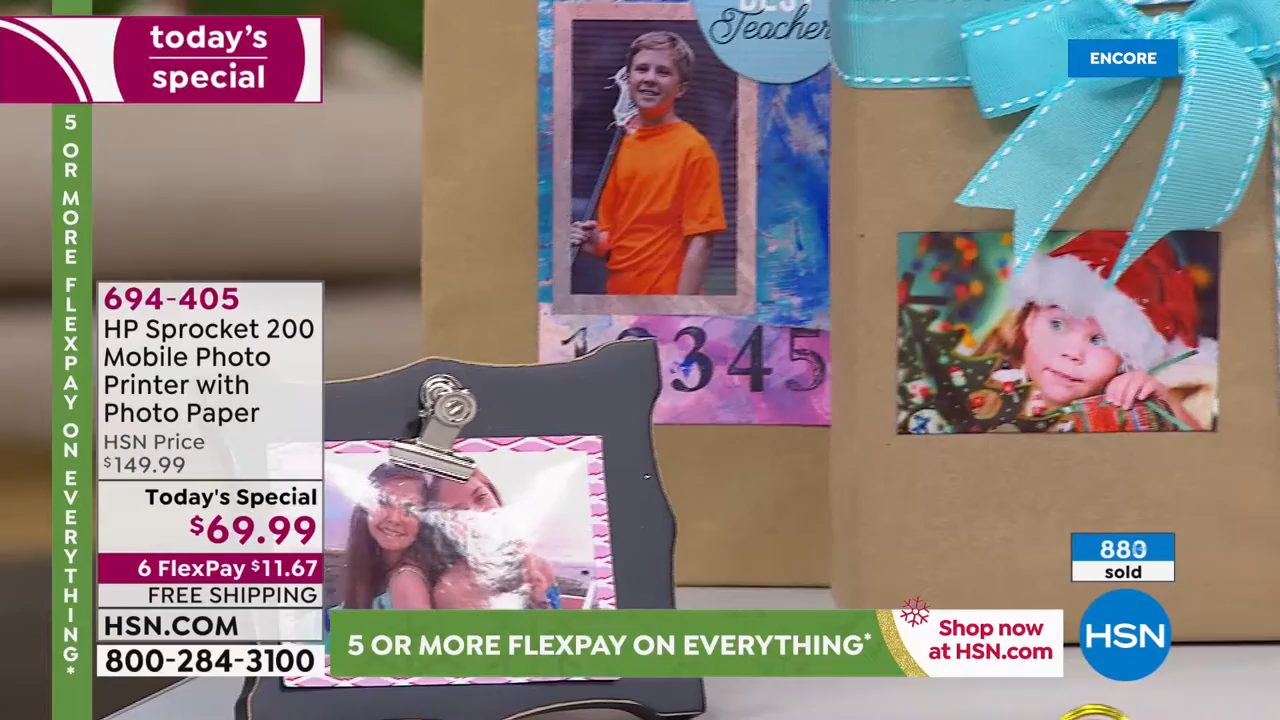 today's
special
5 OR MORE FLEXPAY ON EVERYTHING*
694-405
HP Sprocket 200
Mobile Photo
Printer with
Photo Paper
HSN Price
$149.99
Today's Special
$69.99
6 FlexPay $11.67
FREE SHIPPING
HSN.COM
800-284-3100
Teacher
345
ENCORE
sold
5 OR MORE FLEXPAY ON EVERYTHING*
Shop now
at HSN.com
HSN